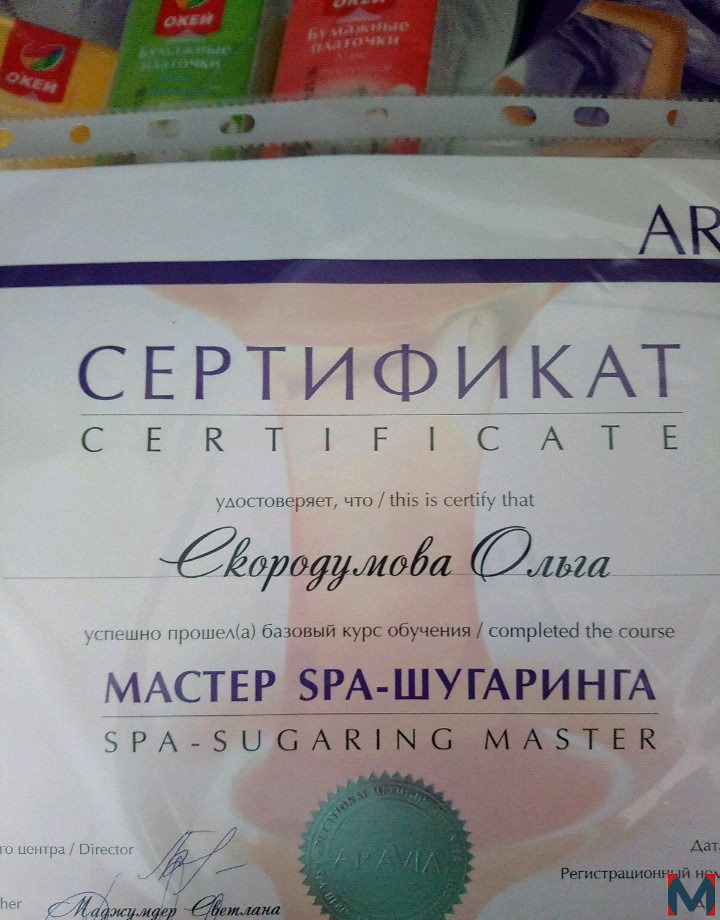 ОКЕЙ
ОКЕЙ
Бумажные
платочки
ОКЕЙ
Бумажные
платочки
AR
СЕРТИФИКАТ
CERTIFICATE
удостоверяет, что / this is certify that
Скородумова Ольга
успешно прошел(а) базовый курс обучения / completed the course
МАСТЕР SPA-ШУГАРИНГА
SPA-SUGARING MASTER
го центра / Director
Дата
Регистрационный ном
her
Маджумдер Светлана
ARAVIA
M